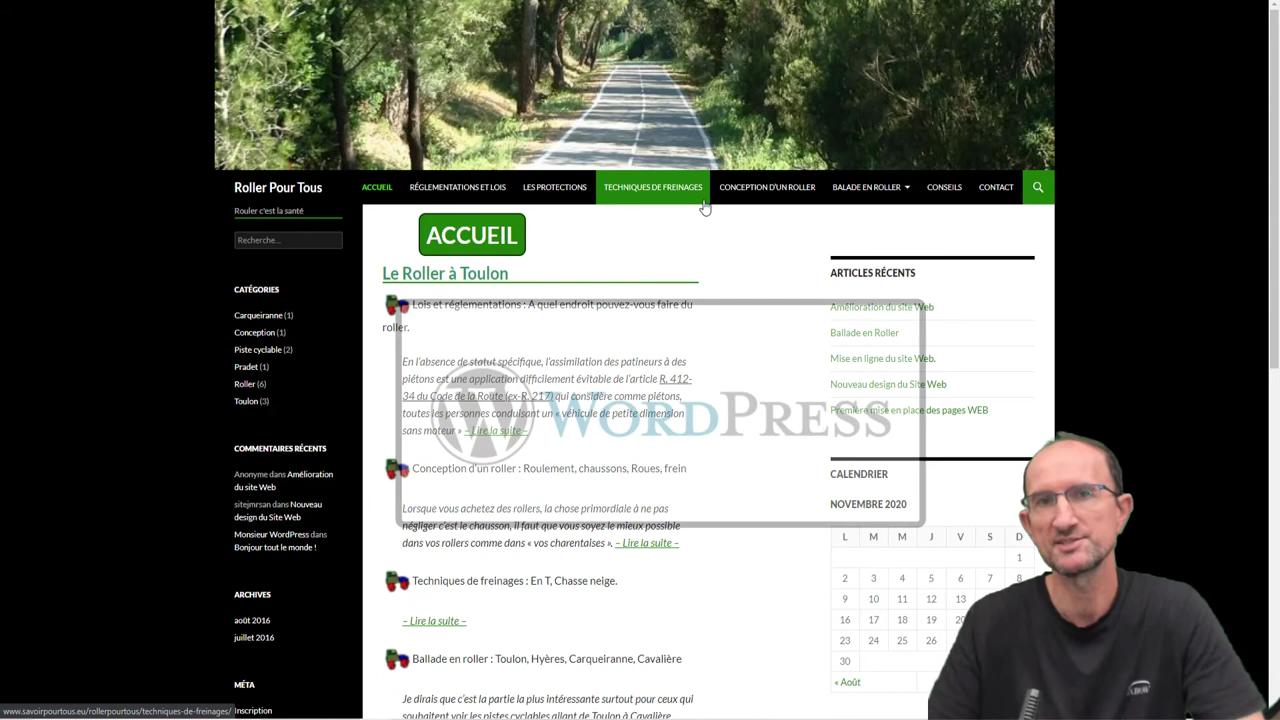 Roller Pour Tous
ACCUEIL
RÉGLEMENTATIONS ET LOIS
LES PROTECTIONS
TECHNIQUES DE FREINAGES
CONCEPTION D'UN ROLLER
BALADE EN ROLLER
CONSEILS
CONTACT
Rouler c'est la santé
Recherche...
CATÉGORIES
Carqueiranne (1)
Conception (1)
Piste cyclable (2)
Pradet (1)
Roller (6)
Toulon (3)
COMMENTAIRES RÉCENTS
Anonyme dans Amélioration
du site Web
sitejmrsan dans Nouveau
design du Site Web
Monsieur WordPress dans
Bonjour tout le monde !
ARCHIVES
août 2016
juillet 2016
MÉTA
Inscription
www.savoirpourtous.eu/rollerpourtous/techniques-de-freinages/
ACCUEIL
Le Roller à Toulon
Lois et réglementations : A quel endroit pouvez-vous faire du
roller.
En l'absence de statut spécifique, l'assimilation des patineurs à des
piétons est une application difficilement évitable de l'article R. 412-
34 du Code de la Route (ex-R. 217) qui considère comme piétons,
toutes les personnes conduisant un « véhicule de petite dimension
sans moteur » – Lire la suite –
WORDPRESS
Conception d'un roller : Roulement, chaussons, Roues, frein
Lorsque vous achetez des rollers, la chose primordiale à ne pas
négliger c'est le chausson, il faut que vous soyez le mieux possible
dans vos rollers comme dans « vos charentaises ». – Lire la suite –
Techniques de freinages : En T, Chasse neige.
– Lire la suite –
Ballade en roller : Toulon, Hyères, Carqueiranne, Cavalière
Je dirais que c'est la partie la plus intéressante surtout pour ceux qui
souhaitent voir les pistes cyclables allant de Toulon à Cavalière
ARTICLES RÉCENTS
Amélioration du site Web
Ballade en Roller
Mise en ligne du site Web.
Nouveau design du Site Web
Première mise en place des pages WEB
CALENDRIER
NOVEMBRE 2020
L M M J V S D
1
2 3 4 5 6 7 8
9 10 11 12 13
16 17 18 19 20
23 24 25 26
30
« Août